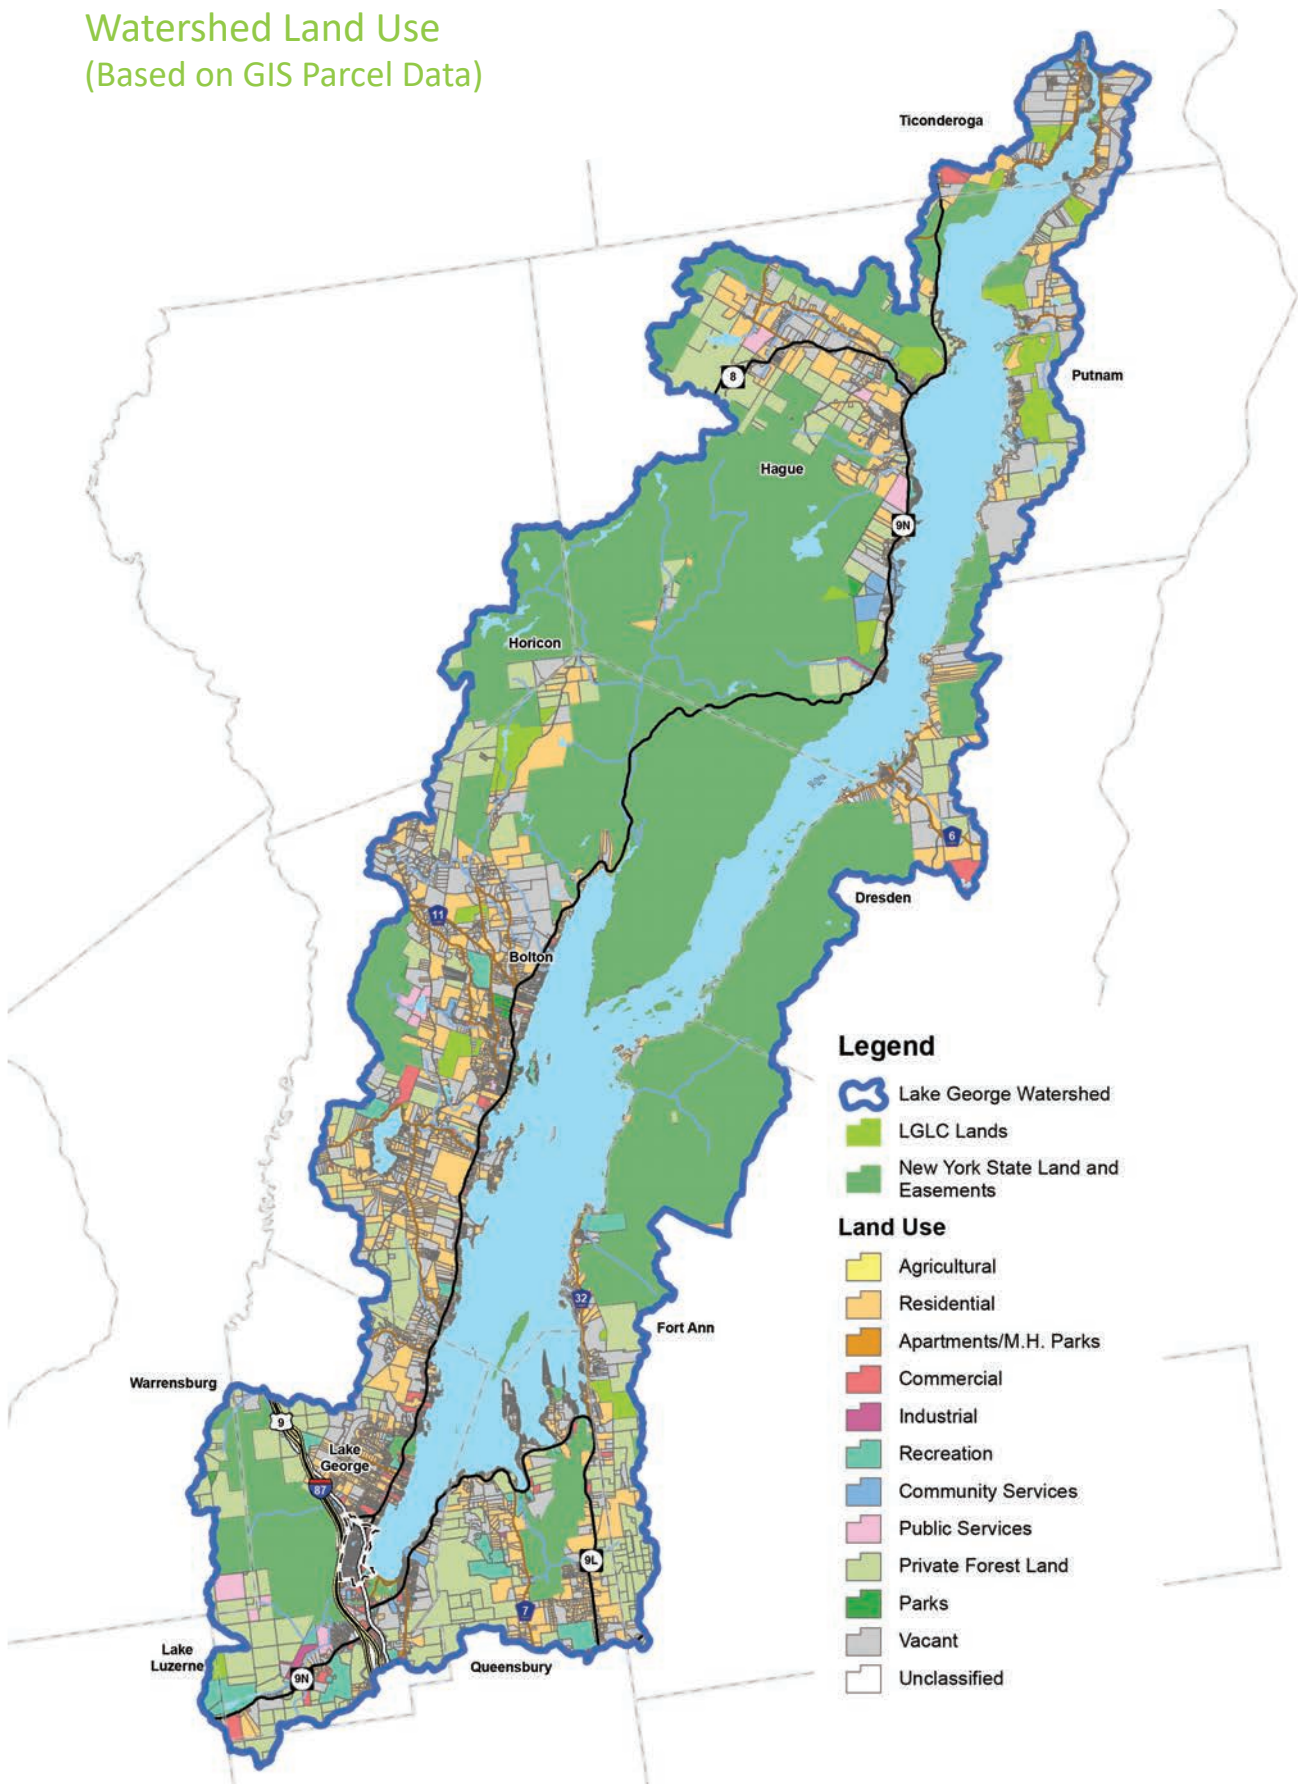 Watershed Land Use
(Based on GIS Parcel Data)
Ticonderoga
Putnam
8
Hague
9N
Horicon
6
Dresden
11
Bolton
32
Fort Ann
Warrensburg
9
Lake
George
87
9L
7
Lake
Luzerne
9N
Queensbury
Legend
Lake George Watershed
LGLC Lands
New York State Land and
Easements
Land Use
Agricultural
Residential
Apartments/M.H. Parks
Commercial
Industrial
Recreation
Community Services
Public Services
Private Forest Land
Parks
Vacant
Unclassified